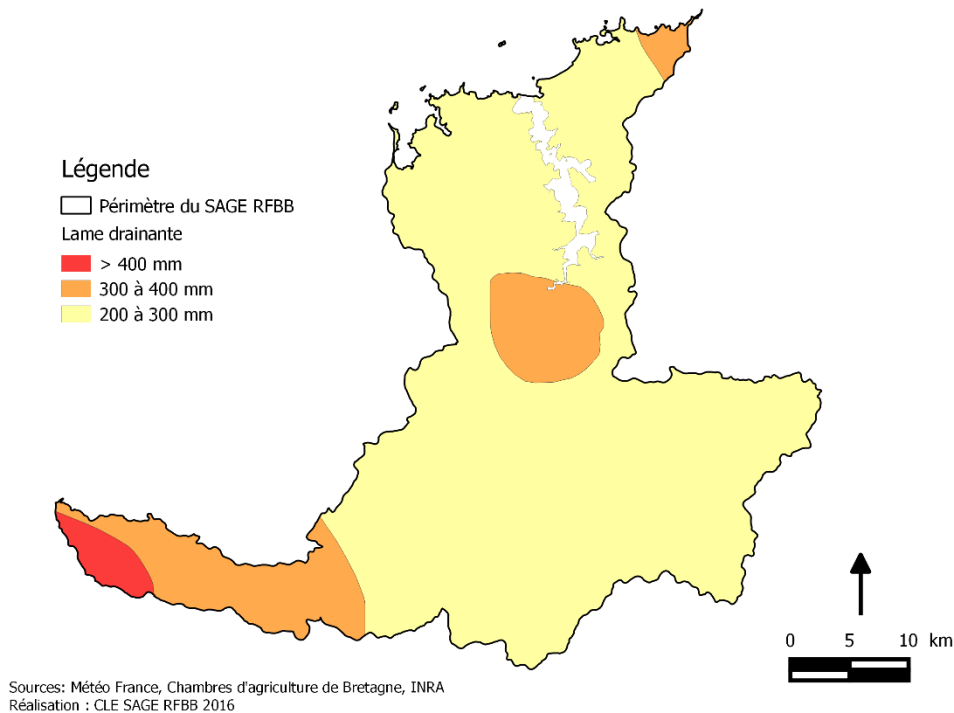 Légende
Périmètre du SAGE RFBB
Lame drainante
> 400 mm
300 à 400 mm
200 à 300 mm
0 5 10 km
Sources: Météo France, Chambres d'agriculture de Bretagne, INRA
Réalisation : CLE SAGE RFBB 2016